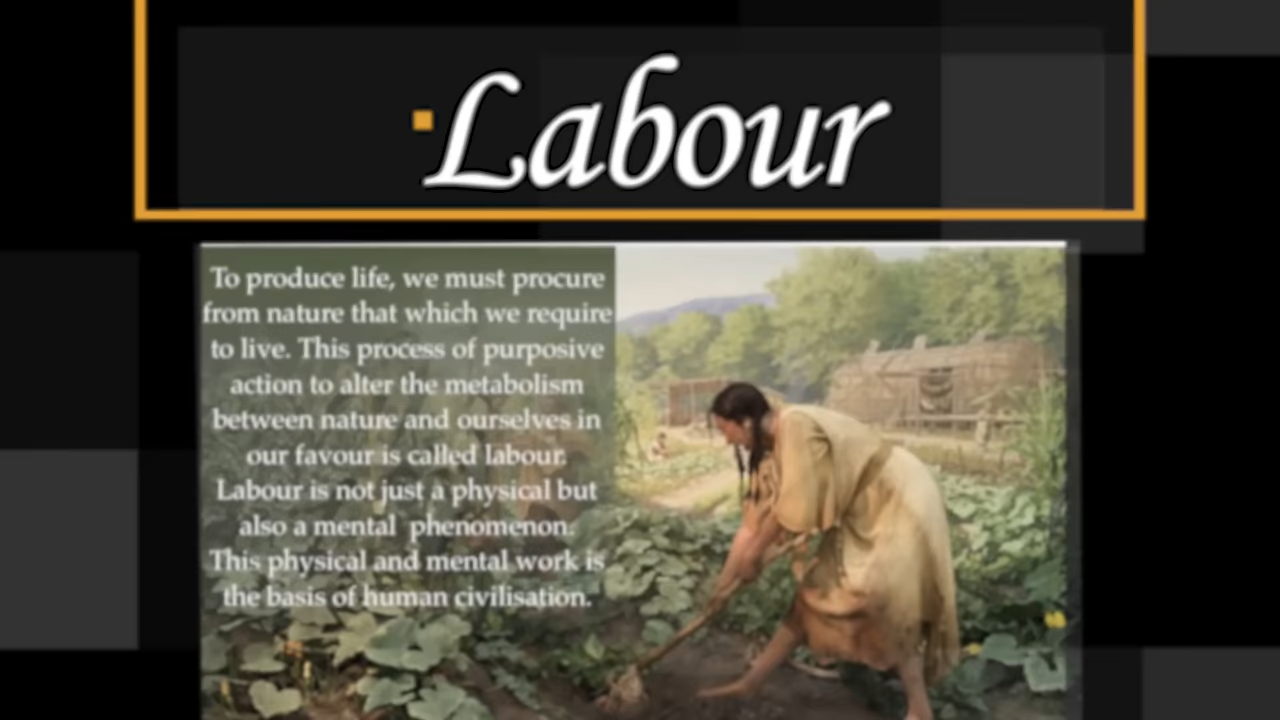 Labour
To produce life, we must procure
from nature that which we require
to live. This process of purposive
action to alter the metabolism
between nature and ourselves in
our favour is called labour.
Labour is not just a physical but
also a mental phenomenon.
This physical and mental work is
the basis of human civilisation.